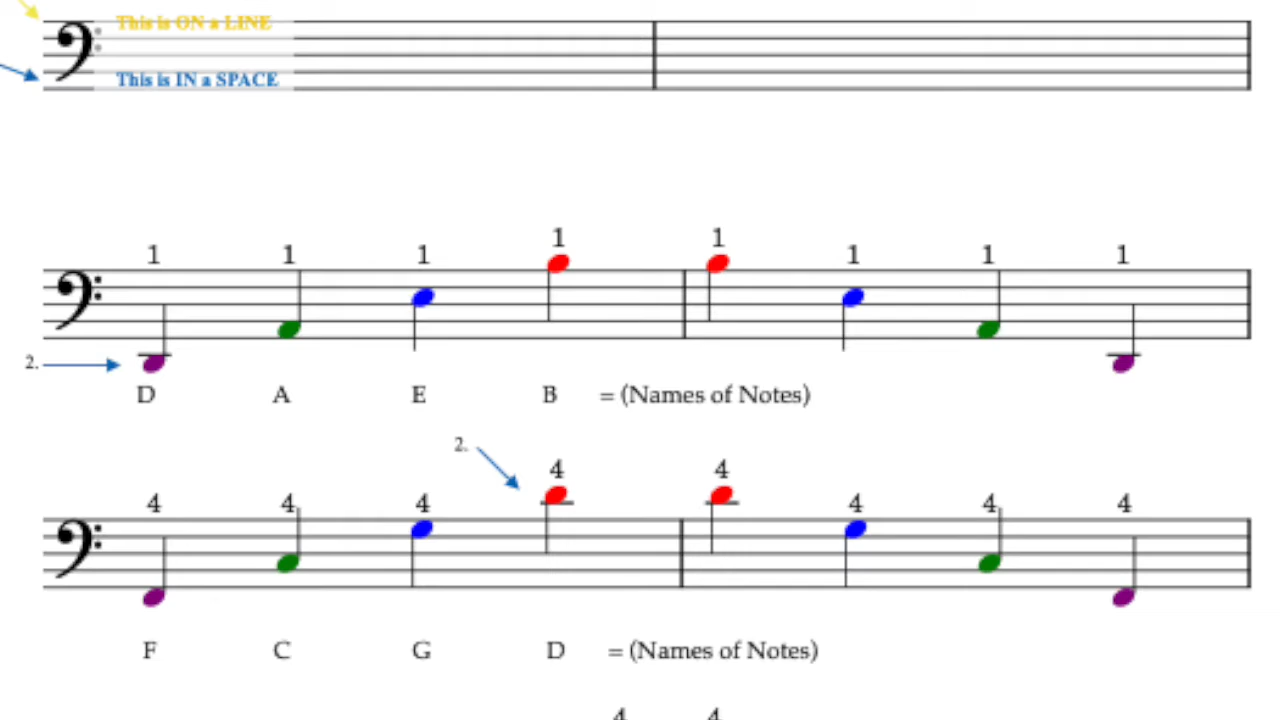 This is ON a LINE
This is IN a SPACE
1 1 1 1 1 1 1 1
2.
D A E B = (Names of Notes)
2.
4 4 4 4 4 4 4 4
F C G D = (Names of Notes)
4 4